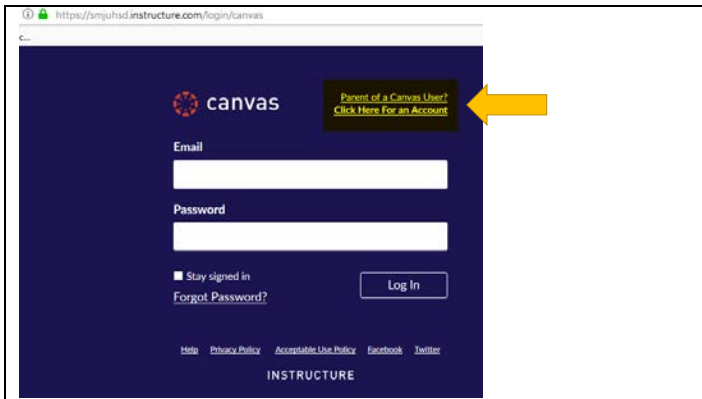 https://smjuhsd.instructure.com/login/canvas
c...
canvas
Parent of a Canvas User?
Click Here For an Account
Email
Password
Stay signed in
Log In
Forgot Password?
Help Privacy Policy Acceptable Use Policy Facebook Twitter
INSTRUCTURE